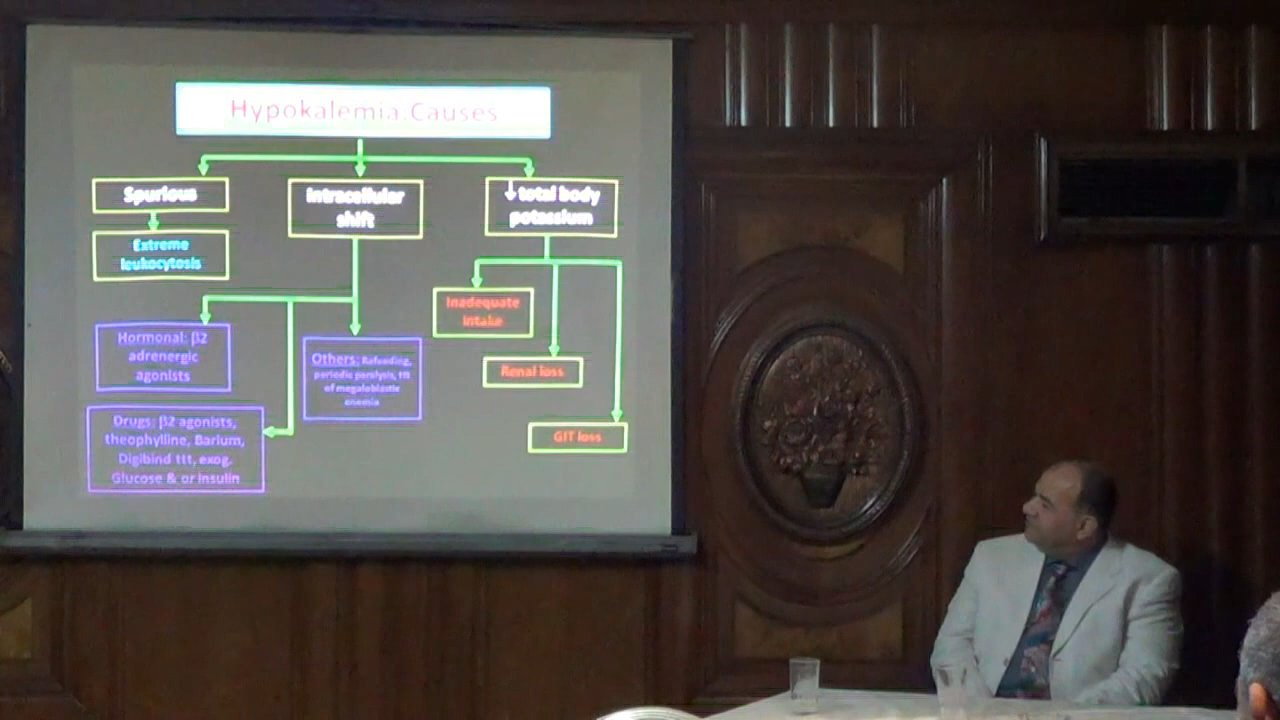 Hypokalemia.Causes
Spurious
Intracellular
shift
↓total body
potassium
Extreme
leukocytosis
Inadequate
intake
Hormonal: β2
adrenergic
agonists
Others: Refeeding,
periodic paralysis, ttt
of megaloblastic
anemia
Renal loss
Drugs: β2 agonists,
theophylline, Barium,
Digibind ttt, exog.
Glucose & or insulin
GIT loss